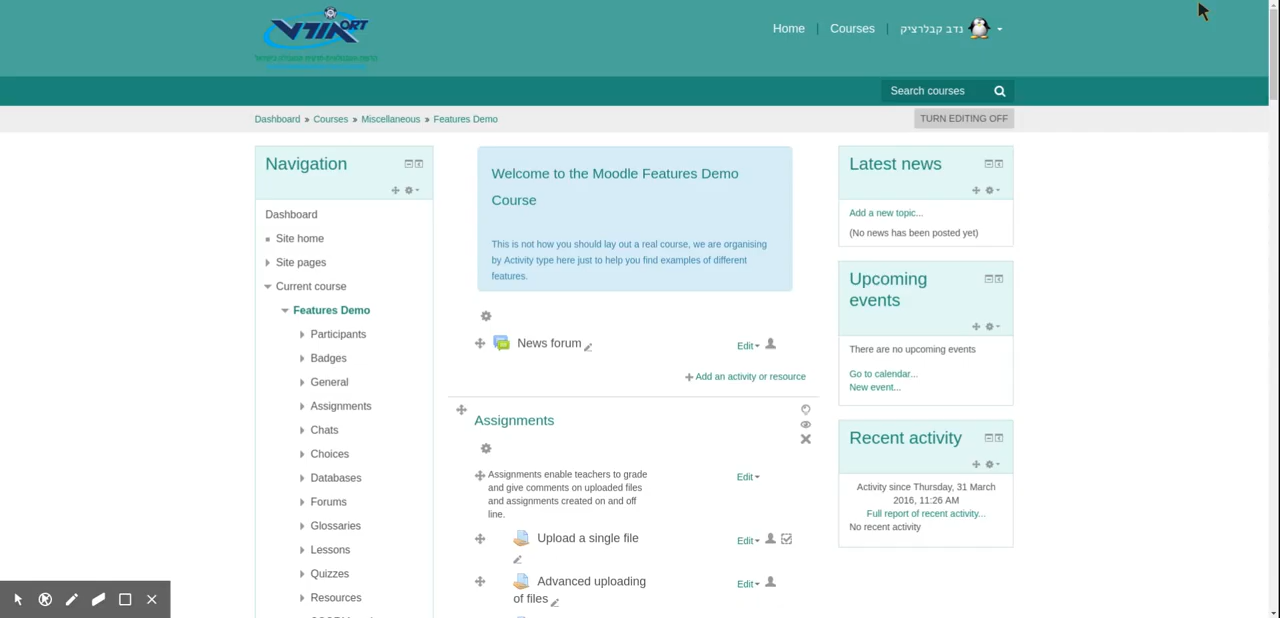 אורט ORT
Home
Courses
נדב קבלרציק
Search courses
TURN EDITING OFF
Dashboard » Courses » Miscellaneous » Features Demo
Navigation
Dashboard
Site home
Site pages
Current course
Features Demo
Participants
Badges
General
Assignments
Chats
Choices
Databases
Forums
Glossaries
Lessons
Quizzes
Resources
Welcome to the Moodle Features Demo
Course
This is not how you should lay out a real course, we are organising
by Activity type here just to help you find examples of different
features.
News forum
Edit
Add an activity or resource
Assignments
Assignments enable teachers to grade
and give comments on uploaded files
and assignments created on and off
line.
Edit
Upload a single file
Edit
Advanced uploading
of files
Edit
Latest news
Add a new topic...
(No news has been posted yet)
Upcoming
events
There are no upcoming events
Go to calendar...
New event...
Recent activity
Activity since Thursday, 31 March
2016, 11:26 AM
Full report of recent activity...
No recent activity